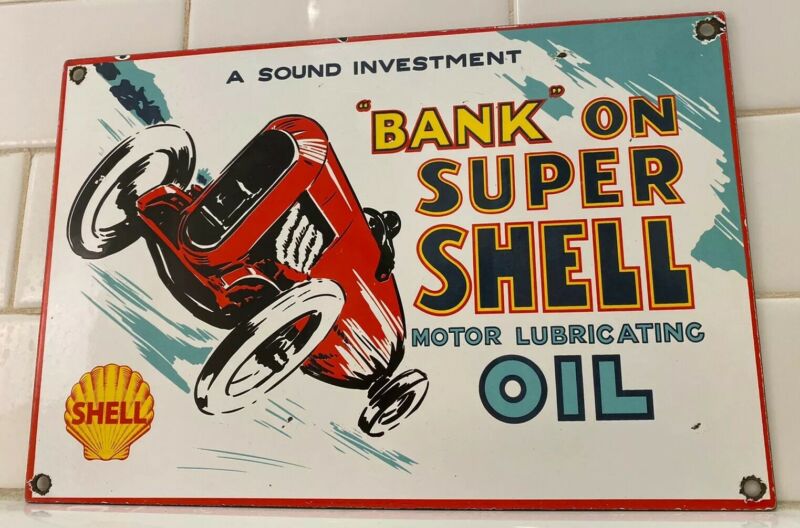 A SOUND INVESTMENT
"BANK" ON
SUPER
SHELL
MOTOR LUBRICATING
OIL
SHELL